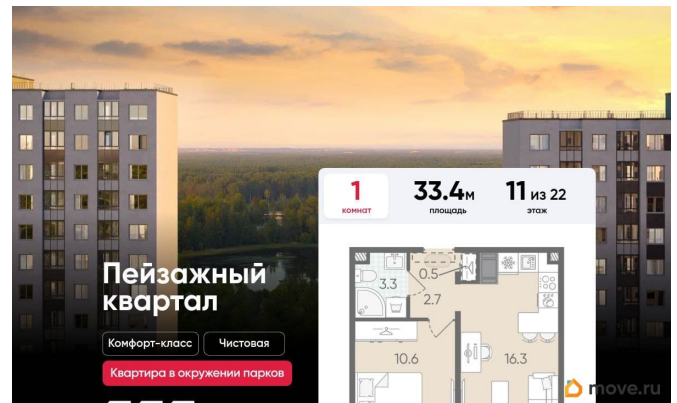 1
комнат
33.4м
площадь
11 из 22
этаж
Пейзажный
квартал
Комфорт-класс
Чистовая
Квартира в окружении парков
0.5
3.3
2.7
10.6
16.3
move.ru